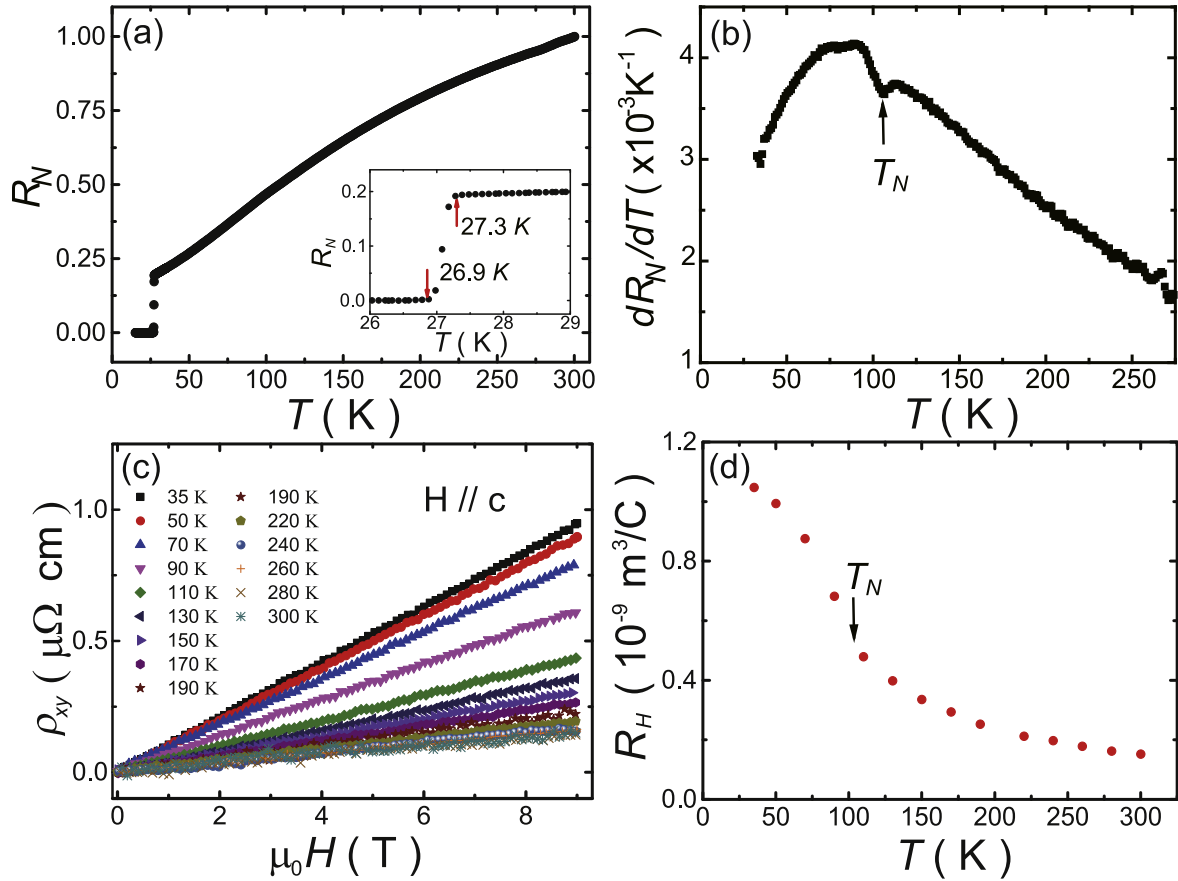 (a)
1.00
0.75
0.50
0.25
0.00
R_N
0 50 100 150 200 250 300
T ( K )
0.2
0.1
0.0
R_N
27.3 K
26.9 K
26 27 28 29
T ( K )
(b)
4
3
2
1
dR_N/dT ( x10⁻³K⁻¹ )
T_N
0 50 100 150 200 250
T ( K )
(c)
H // c
1.0
0.5
0.0
ρ_xy ( μΩ cm )
35 K
50 K
70 K
90 K
110 K
130 K
150 K
170 K
190 K
190 K
220 K
240 K
260 K
280 K
300 K
0 2 4 6 8
μ₀H ( T )
(d)
1.2
0.8
0.4
0.0
R_H ( 10⁻⁹ m³/C )
T_N
0 50 100 150 200 250 300
T ( K )